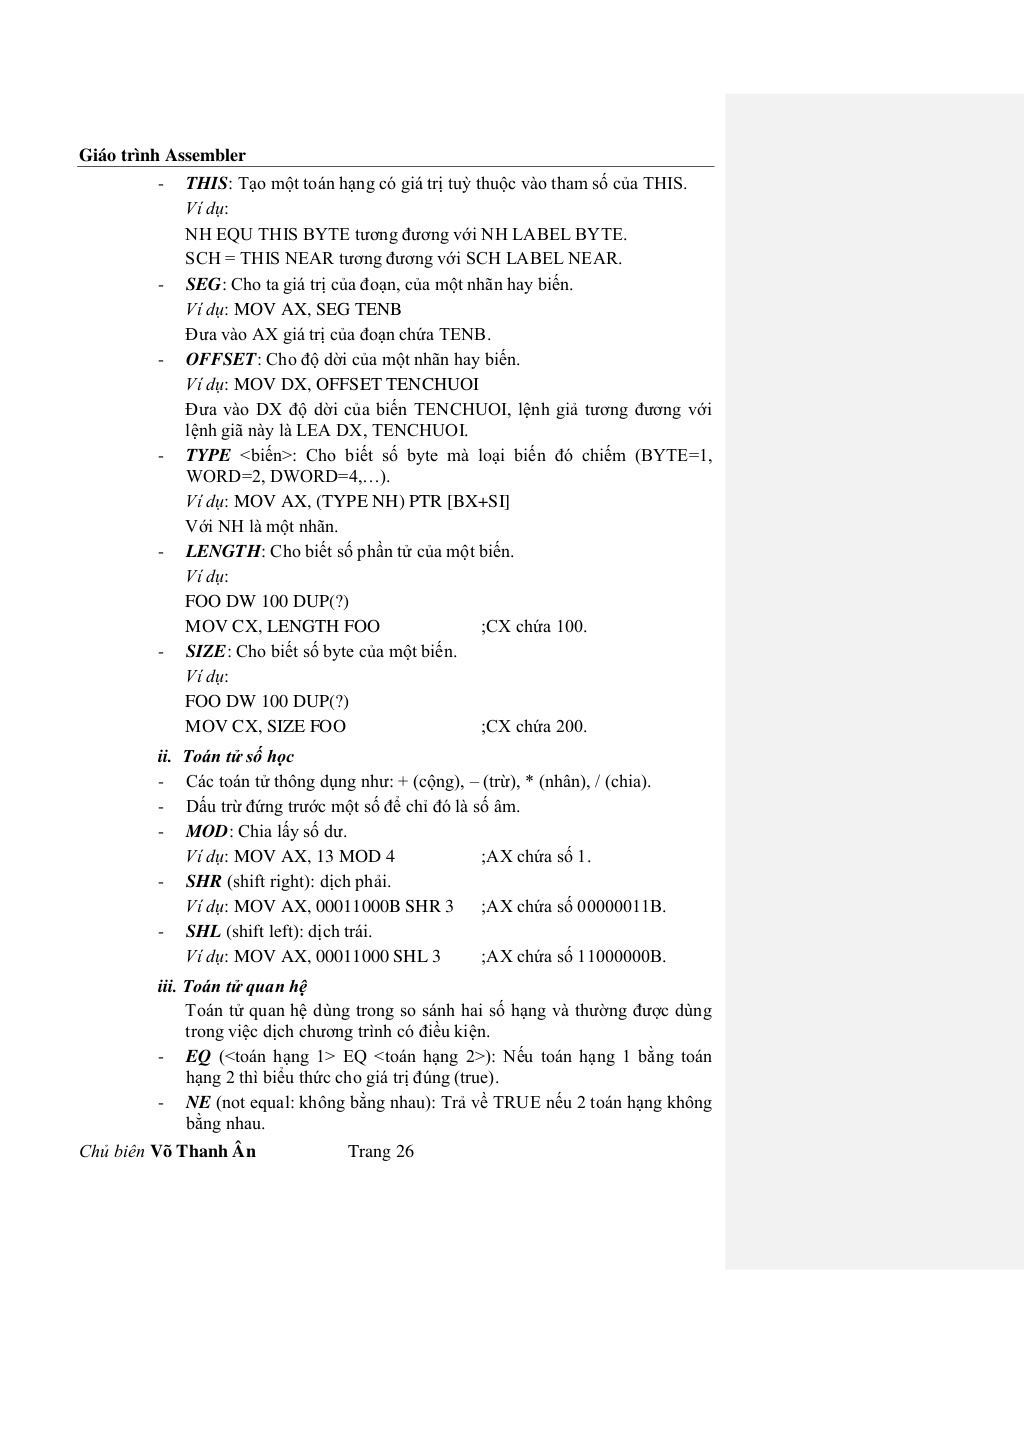 Giáo trình Assembler
- THIS: Tạo một toán hạng có giá trị tuỳ thuộc vào tham số của THIS.
Ví dụ:
NH EQU THIS BYTE tương đương với NH LABEL BYTE.
SCH = THIS NEAR tương đương với SCH LABEL NEAR.
- SEG: Cho ta giá trị của đoạn, của một nhãn hay biến.
Ví dụ: MOV AX, SEG TENB
Đưa vào AX giá trị của đoạn chứa TENB.
- OFFSET: Cho độ dời của một nhãn hay biến.
Ví dụ: MOV DX, OFFSET TENCHUOI
Đưa vào DX độ dời của biến TENCHUOI, lệnh giả tương đương với
lệnh giã này là LEA DX, TENCHUOI.
- TYPE <biến>: Cho biết số byte mà loại biến đó chiếm (BYTE=1,
WORD=2, DWORD=4,…).
Ví dụ: MOV AX, (TYPE NH) PTR [BX+SI]
Với NH là một nhãn.
- LENGTH: Cho biết số phần tử của một biến.
Ví dụ:
FOO DW 100 DUP(?)
MOV CX, LENGTH FOO ;CX chứa 100.
- SIZE: Cho biết số byte của một biến.
Ví dụ:
FOO DW 100 DUP(?)
MOV CX, SIZE FOO ;CX chứa 200.
ii. Toán tử số học
- Các toán tử thông dụng như: + (cộng), – (trừ), * (nhân), / (chia).
- Dấu trừ đứng trước một số để chỉ đó là số âm.
- MOD: Chia lấy số dư.
Ví dụ: MOV AX, 13 MOD 4 ;AX chứa số 1.
- SHR (shift right): dịch phải.
Ví dụ: MOV AX, 00011000B SHR 3 ;AX chứa số 00000011B.
- SHL (shift left): dịch trái.
Ví dụ: MOV AX, 00011000 SHL 3 ;AX chứa số 11000000B.
iii. Toán tử quan hệ
Toán tử quan hệ dùng trong so sánh hai số hạng và thường được dùng
trong việc dịch chương trình có điều kiện.
- EQ (<toán hạng 1> EQ <toán hạng 2>): Nếu toán hạng 1 bằng toán
hạng 2 thì biểu thức cho giá trị đúng (true).
- NE (not equal: không bằng nhau): Trả về TRUE nếu 2 toán hạng không
bằng nhau.
Chủ biên Võ Thanh Ân Trang 26